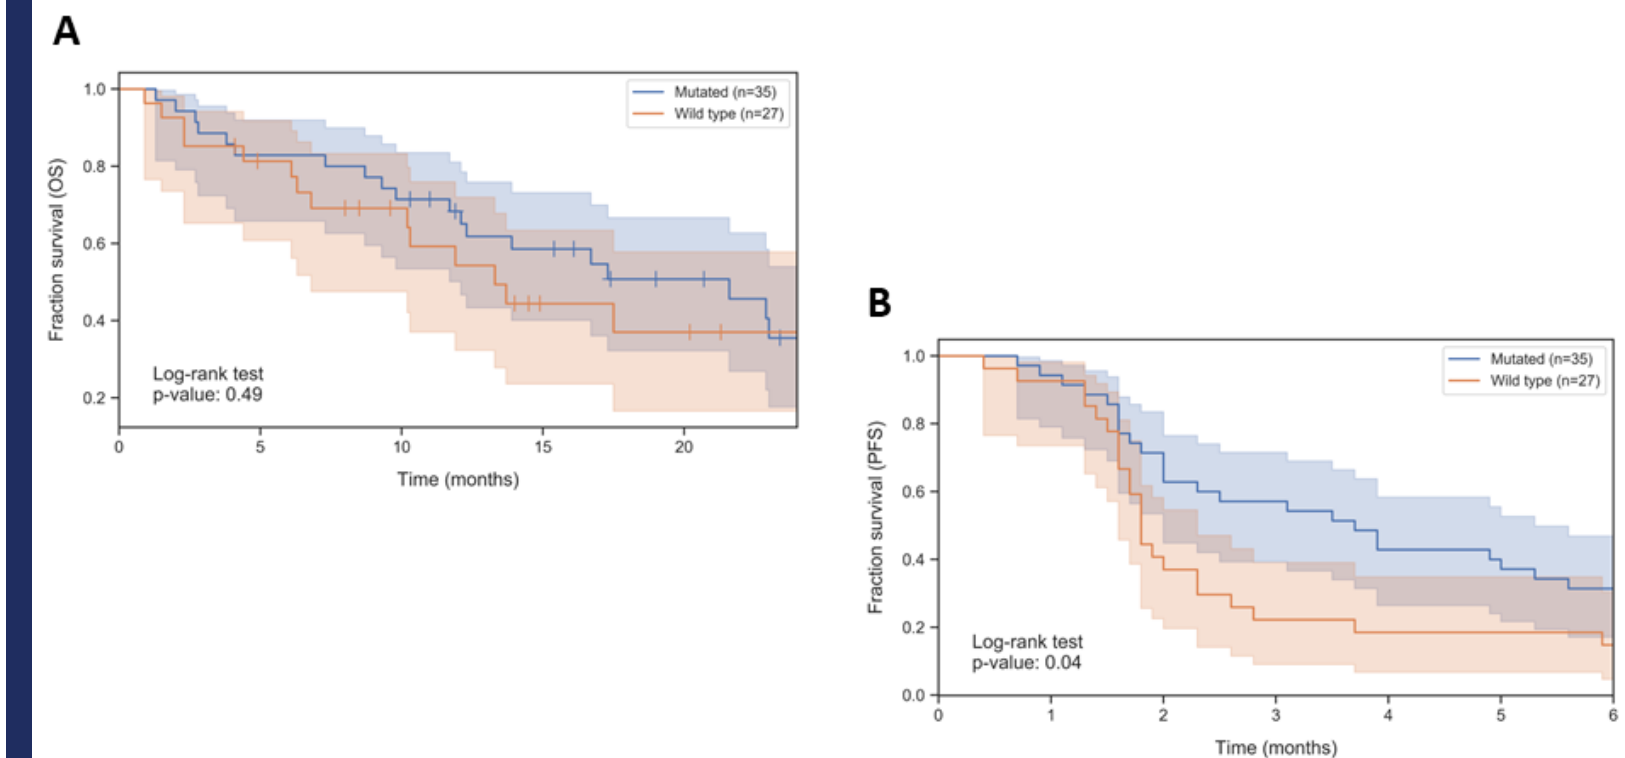 A
Mutated (n=35)
Wild type (n=27)
1.0
0.8
0.6
0.4
0.2
Fraction survival (OS)
Log-rank test
p-value: 0.49
0 5 10 15 20
Time (months)
B
Mutated (n=35)
Wild type (n=27)
1.0
0.8
0.6
0.4
0.2
0.0
Fraction survival (PFS)
Log-rank test
p-value: 0.04
0 1 2 3 4 5 6
Time (months)